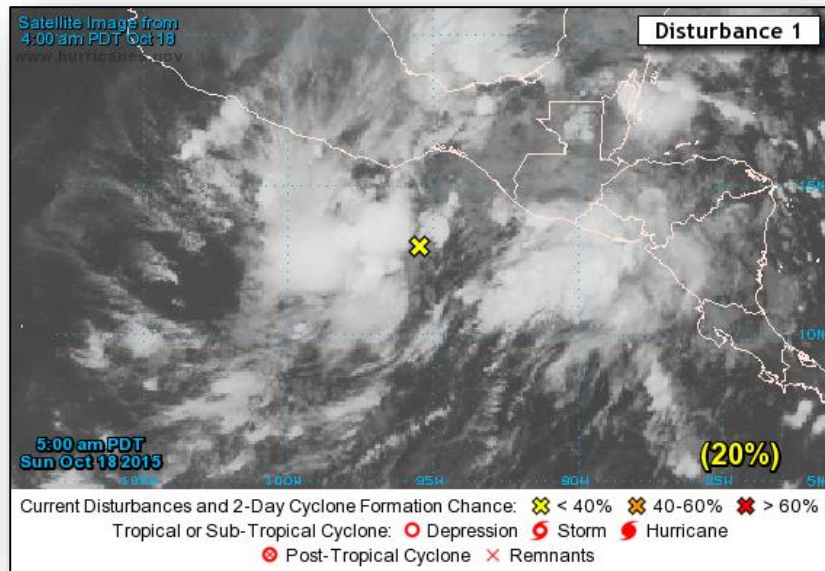 Satellite Image from
4:00 am PDT Oct 18
www.hurricanes.gov
Disturbance 1
15N
10N
5:00 am PDT
Sun Oct 18 2015
(20%)
105W 100W 95W 90W 85W 5N
Current Disturbances and 2-Day Cyclone Formation Chance: < 40% 40-60% > 60%
Tropical or Sub-Tropical Cyclone: Depression Storm Hurricane
Post-Tropical Cyclone Remnants